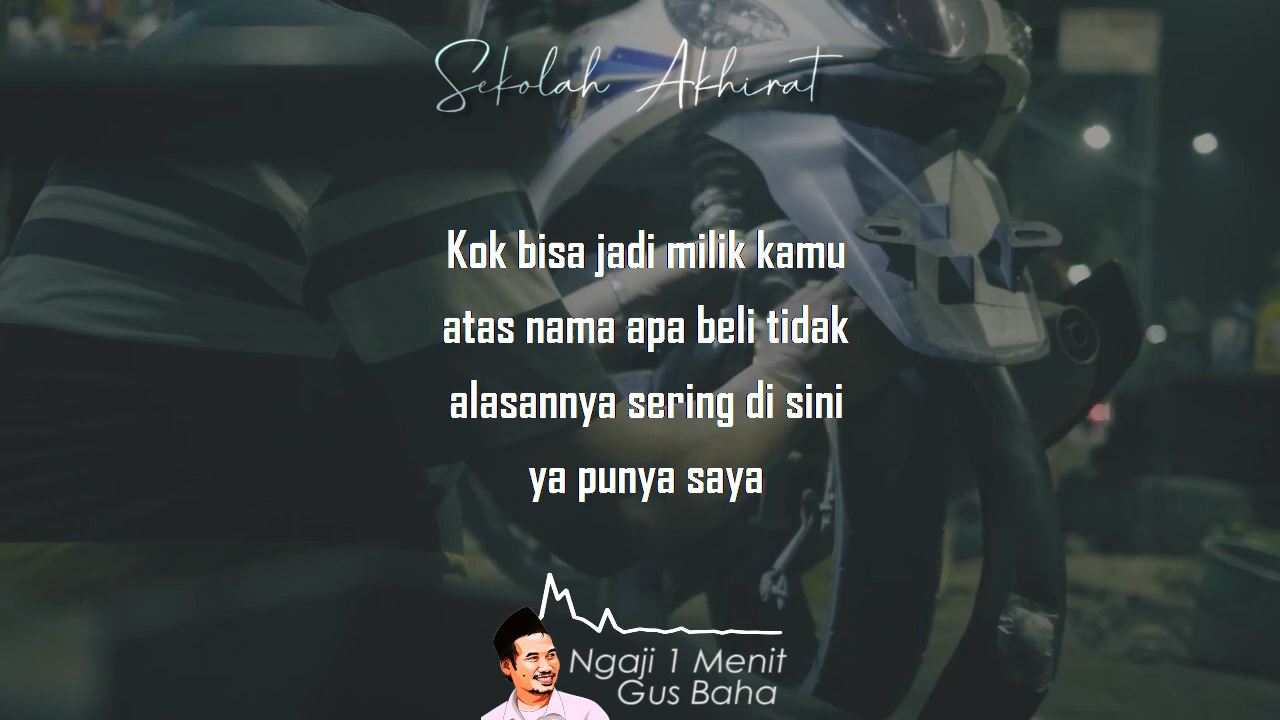 Sekolah Akhirat
Kok bisa jadi milik kamu
atas nama apa beli tidak
alasannya sering di sini
ya punya saya
Ngaji 1 Menit
Gus Baha